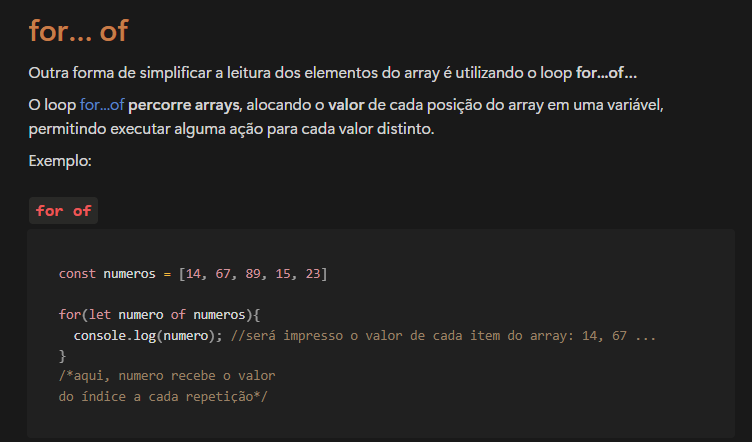 for... of
Outra forma de simplificar a leitura dos elementos do array é utilizando o loop for...of...
O loop for...of percorre arrays, alocando o valor de cada posição do array em uma variável,
permitindo executar alguma ação para cada valor distinto.
Exemplo:
for of
const numeros = [14, 67, 89, 15, 23]
for(let numero of numeros){
console.log(numero); //será impresso o valor de cada item do array: 14, 67 ...
}
/*aqui, numero recebe o valor
do índice a cada repetição*/